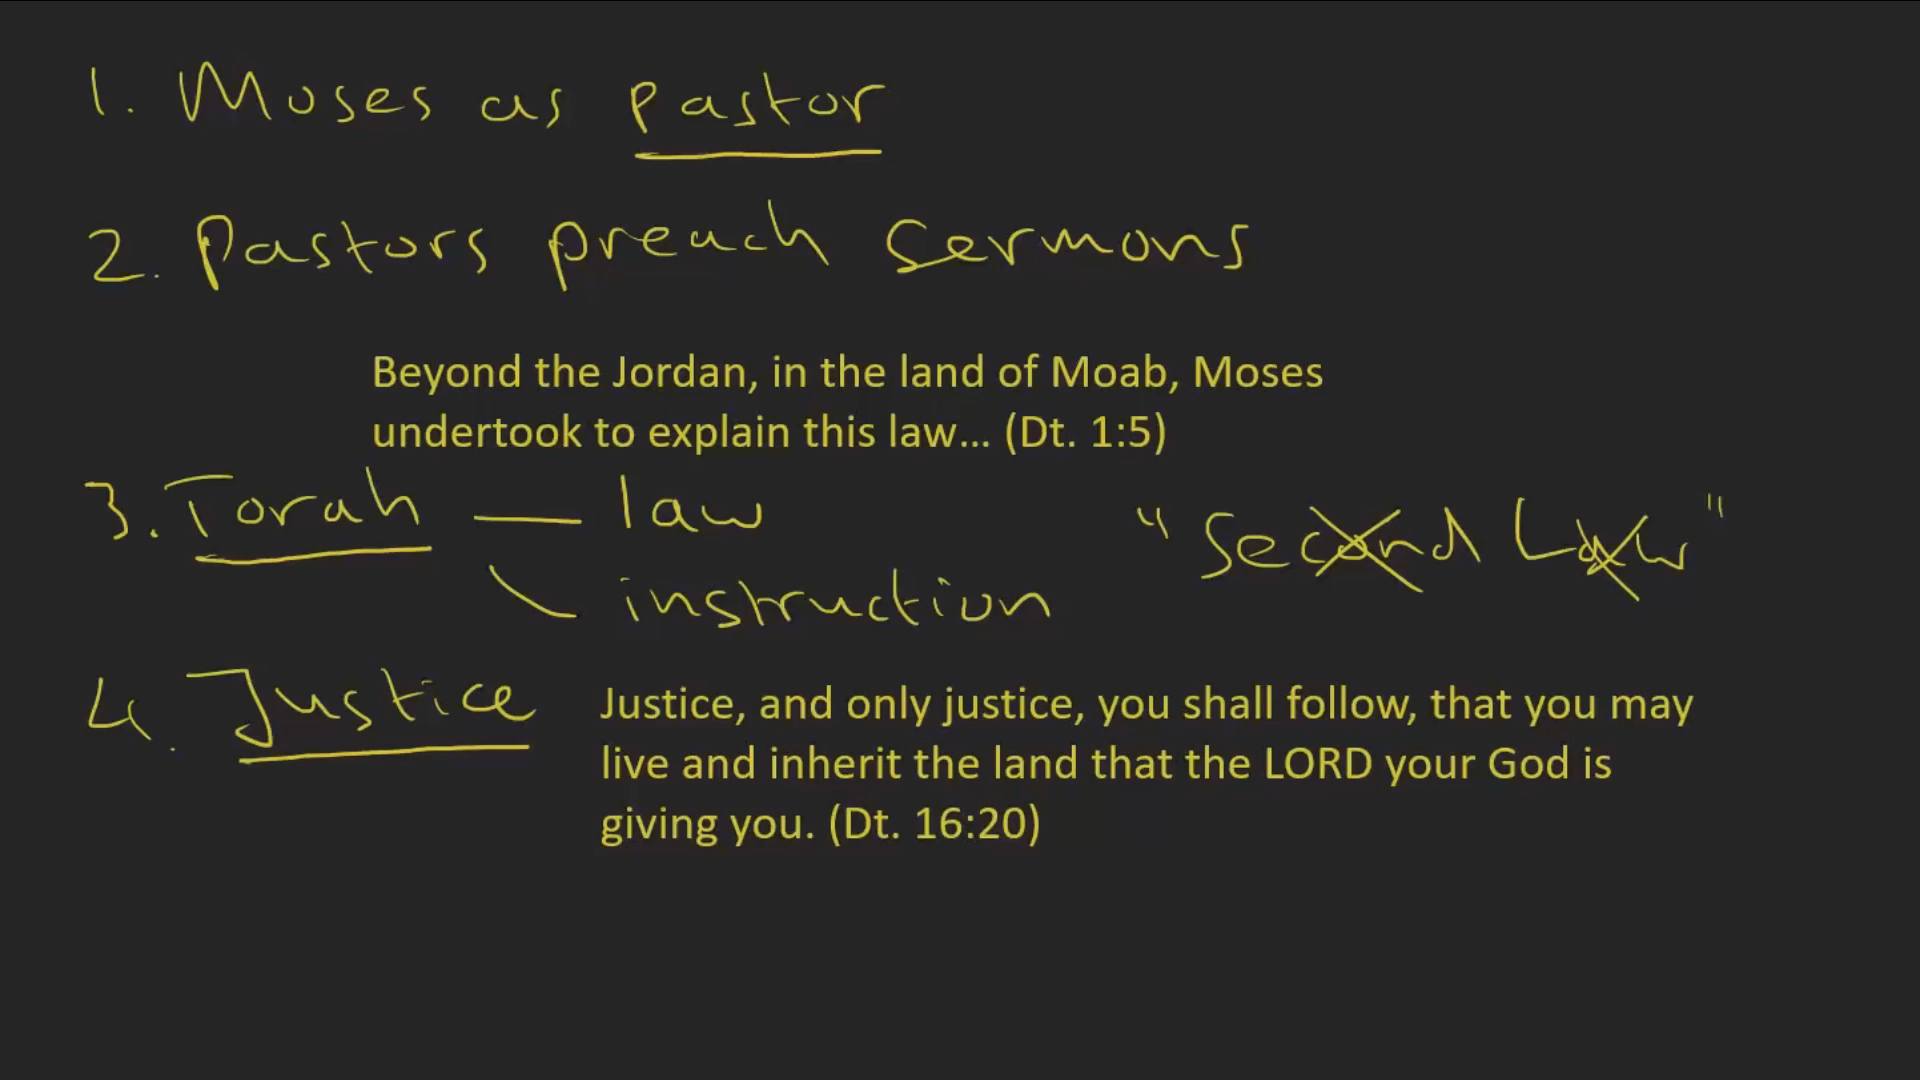 1. Moses as pastor
2. Pastors preach sermons
Beyond the Jordan, in the land of Moab, Moses
undertook to explain this law... (Dt. 1:5)
3. Torah — law
"Second Law"
instruction
4. Justice
Justice, and only justice, you shall follow, that you may
live and inherit the land that the LORD your God is
giving you. (Dt. 16:20)